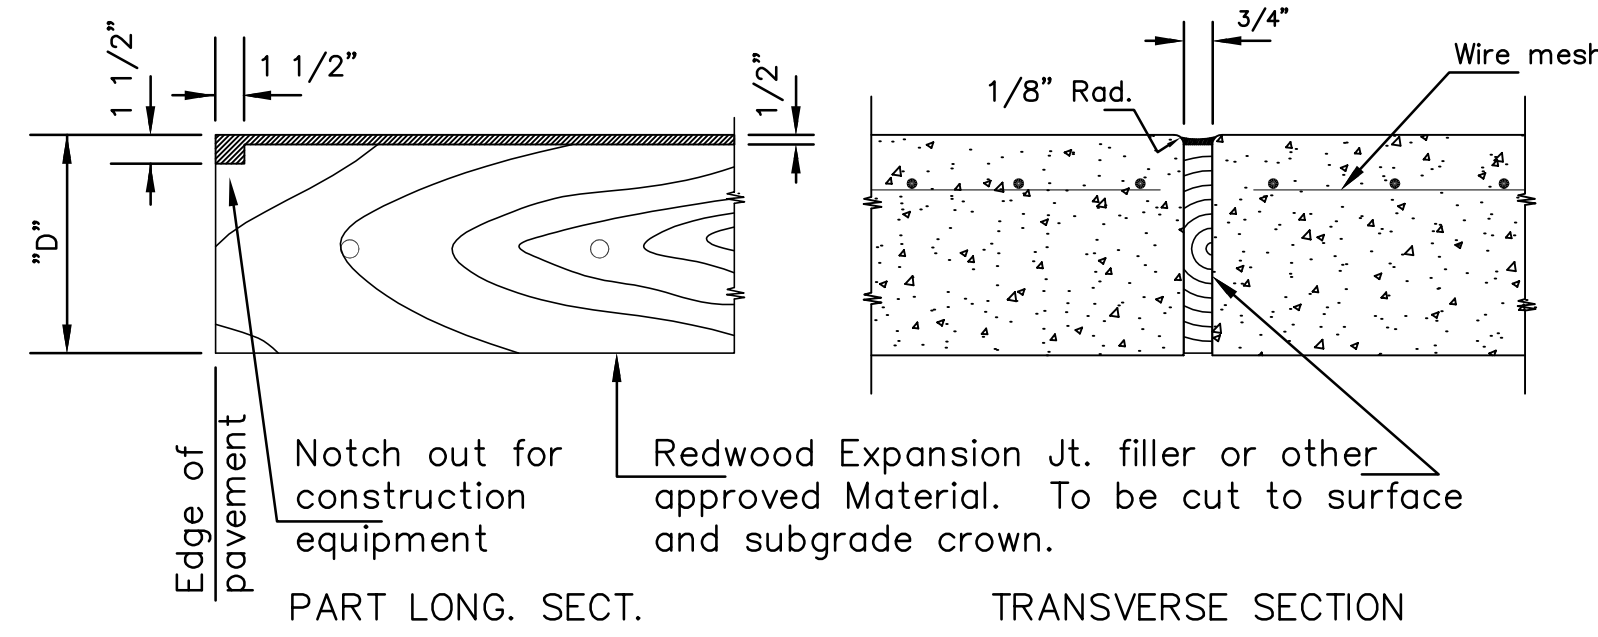 3/4"
1 1/2"
1 1/2"
1/2"
Wire mesh
1/8" Rad.
"D"
Edge of
pavement
Notch out for
construction
equipment
Redwood Expansion Jt. filler or other
approved Material. To be cut to surface
and subgrade crown.
PART LONG. SECT.
TRANSVERSE SECTION